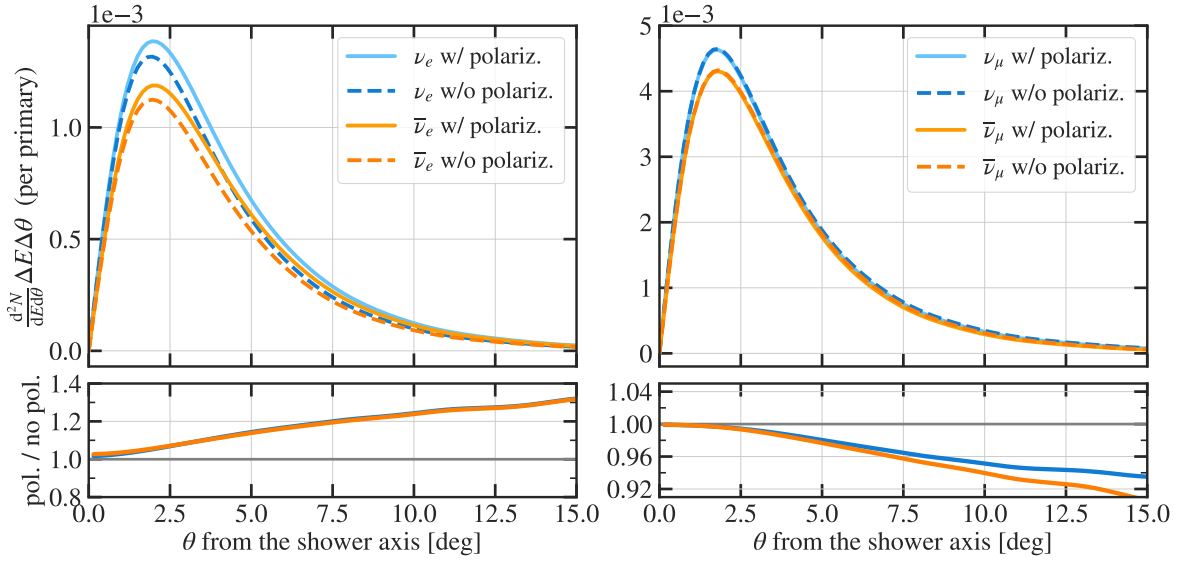 1e−3
d²N/dEdθ ΔEΔθ (per primary)
1.0
0.5
0.0
ν_e w/ polariz.
ν_e w/o polariz.
ν̅_e w/ polariz.
ν̅_e w/o polariz.
pol. / no pol.
1.4
1.2
1.0
0.8
0.0 2.5 5.0 7.5 10.0 12.5 15.0
θ from the shower axis [deg]
1e−3
5
4
3
2
1
0
ν_μ w/ polariz.
ν_μ w/o polariz.
ν̅_μ w/ polariz.
ν̅_μ w/o polariz.
1.04
1.00
0.96
0.92
0.0 2.5 5.0 7.5 10.0 12.5 15.0
θ from the shower axis [deg]